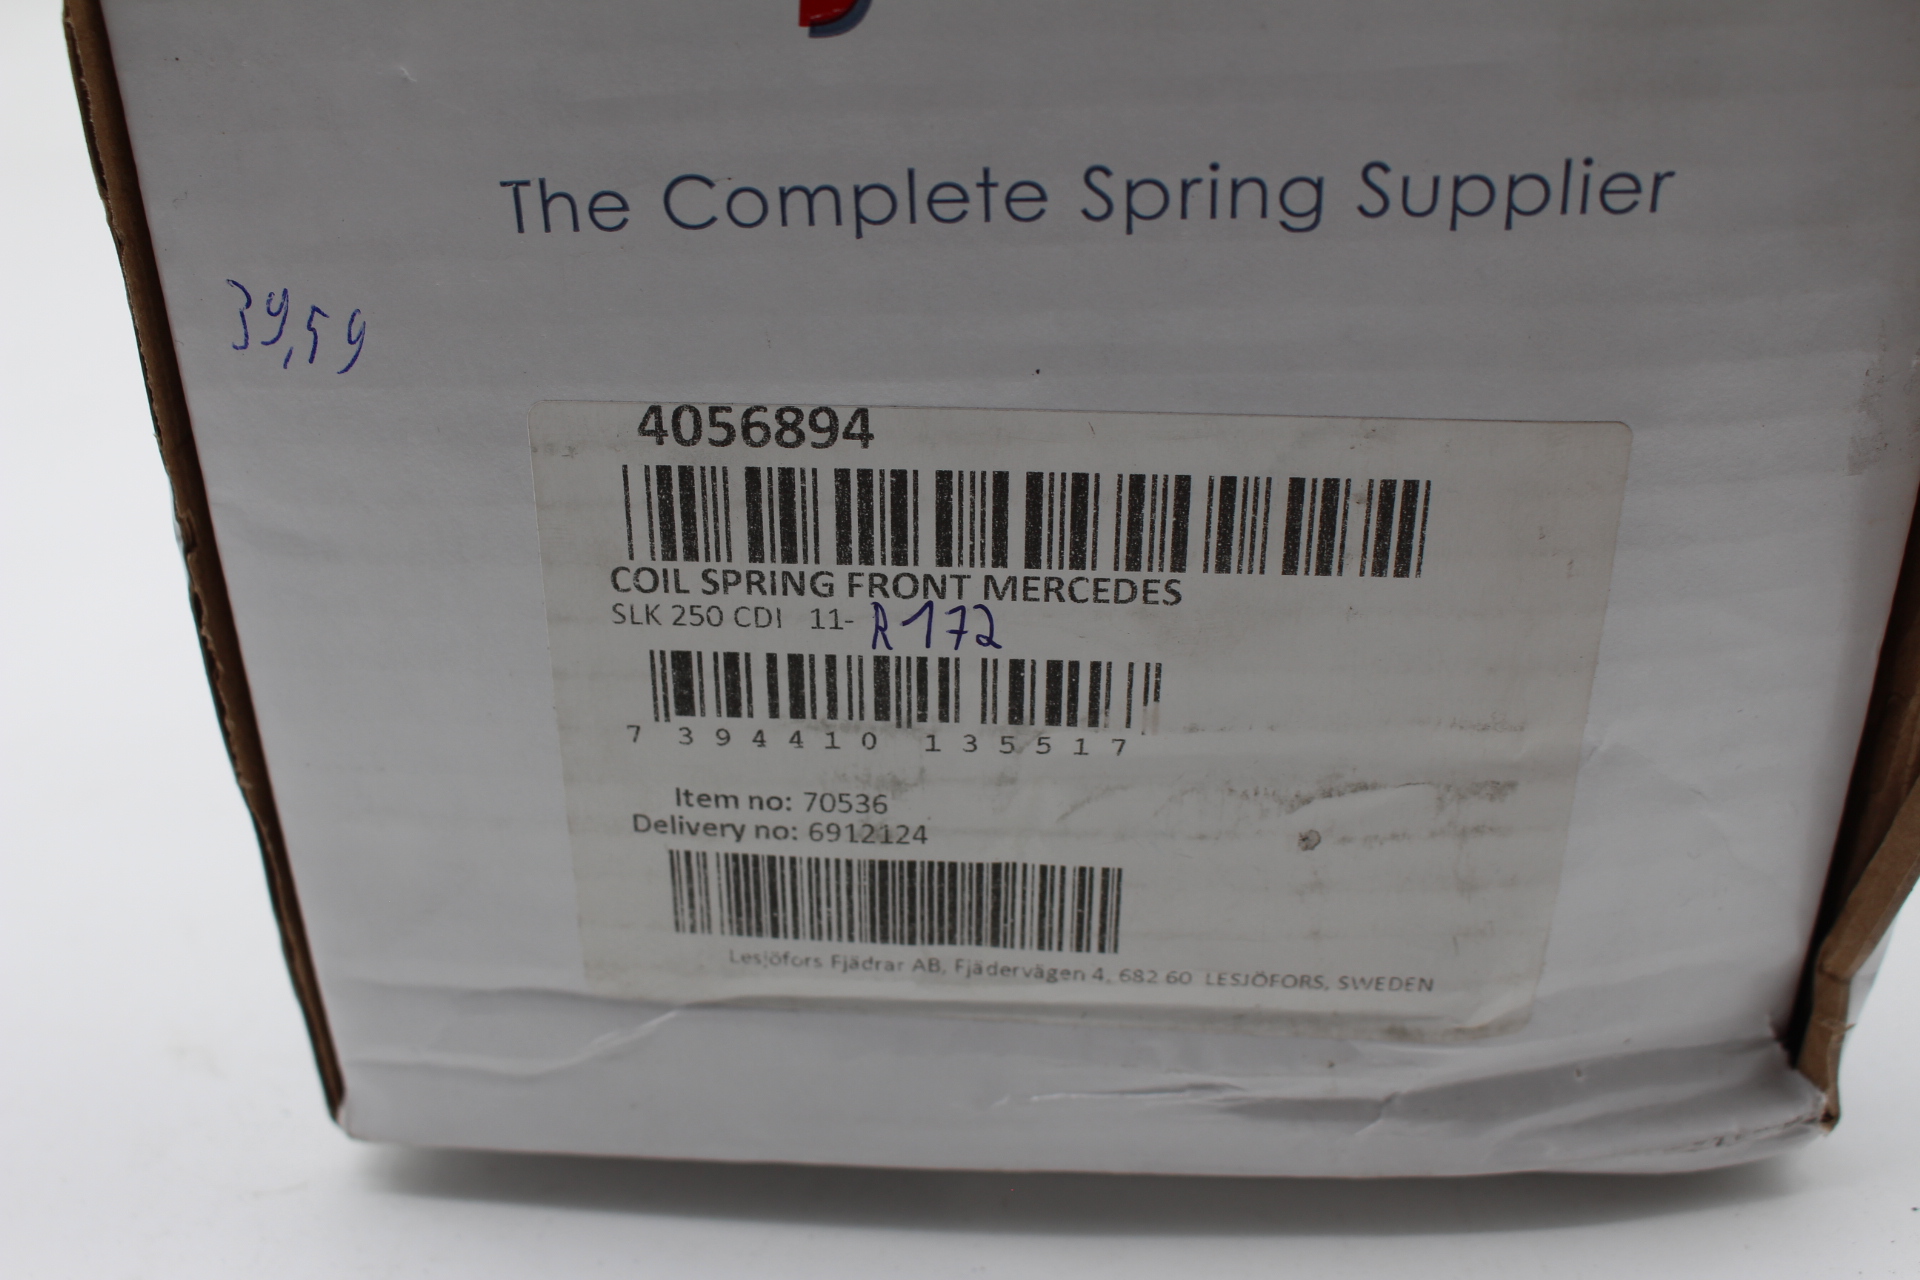 The Complete Spring Supplier
39,59
4056894
COIL SPRING FRONT MERCEDES
SLK 250 CDI 11- R172
7 394410 135517
Item no: 70536
Delivery no: 6912124
Lesjöfors Fjädrar AB, Fjädervägen 4, 682 60 LESJÖFORS, SWEDEN